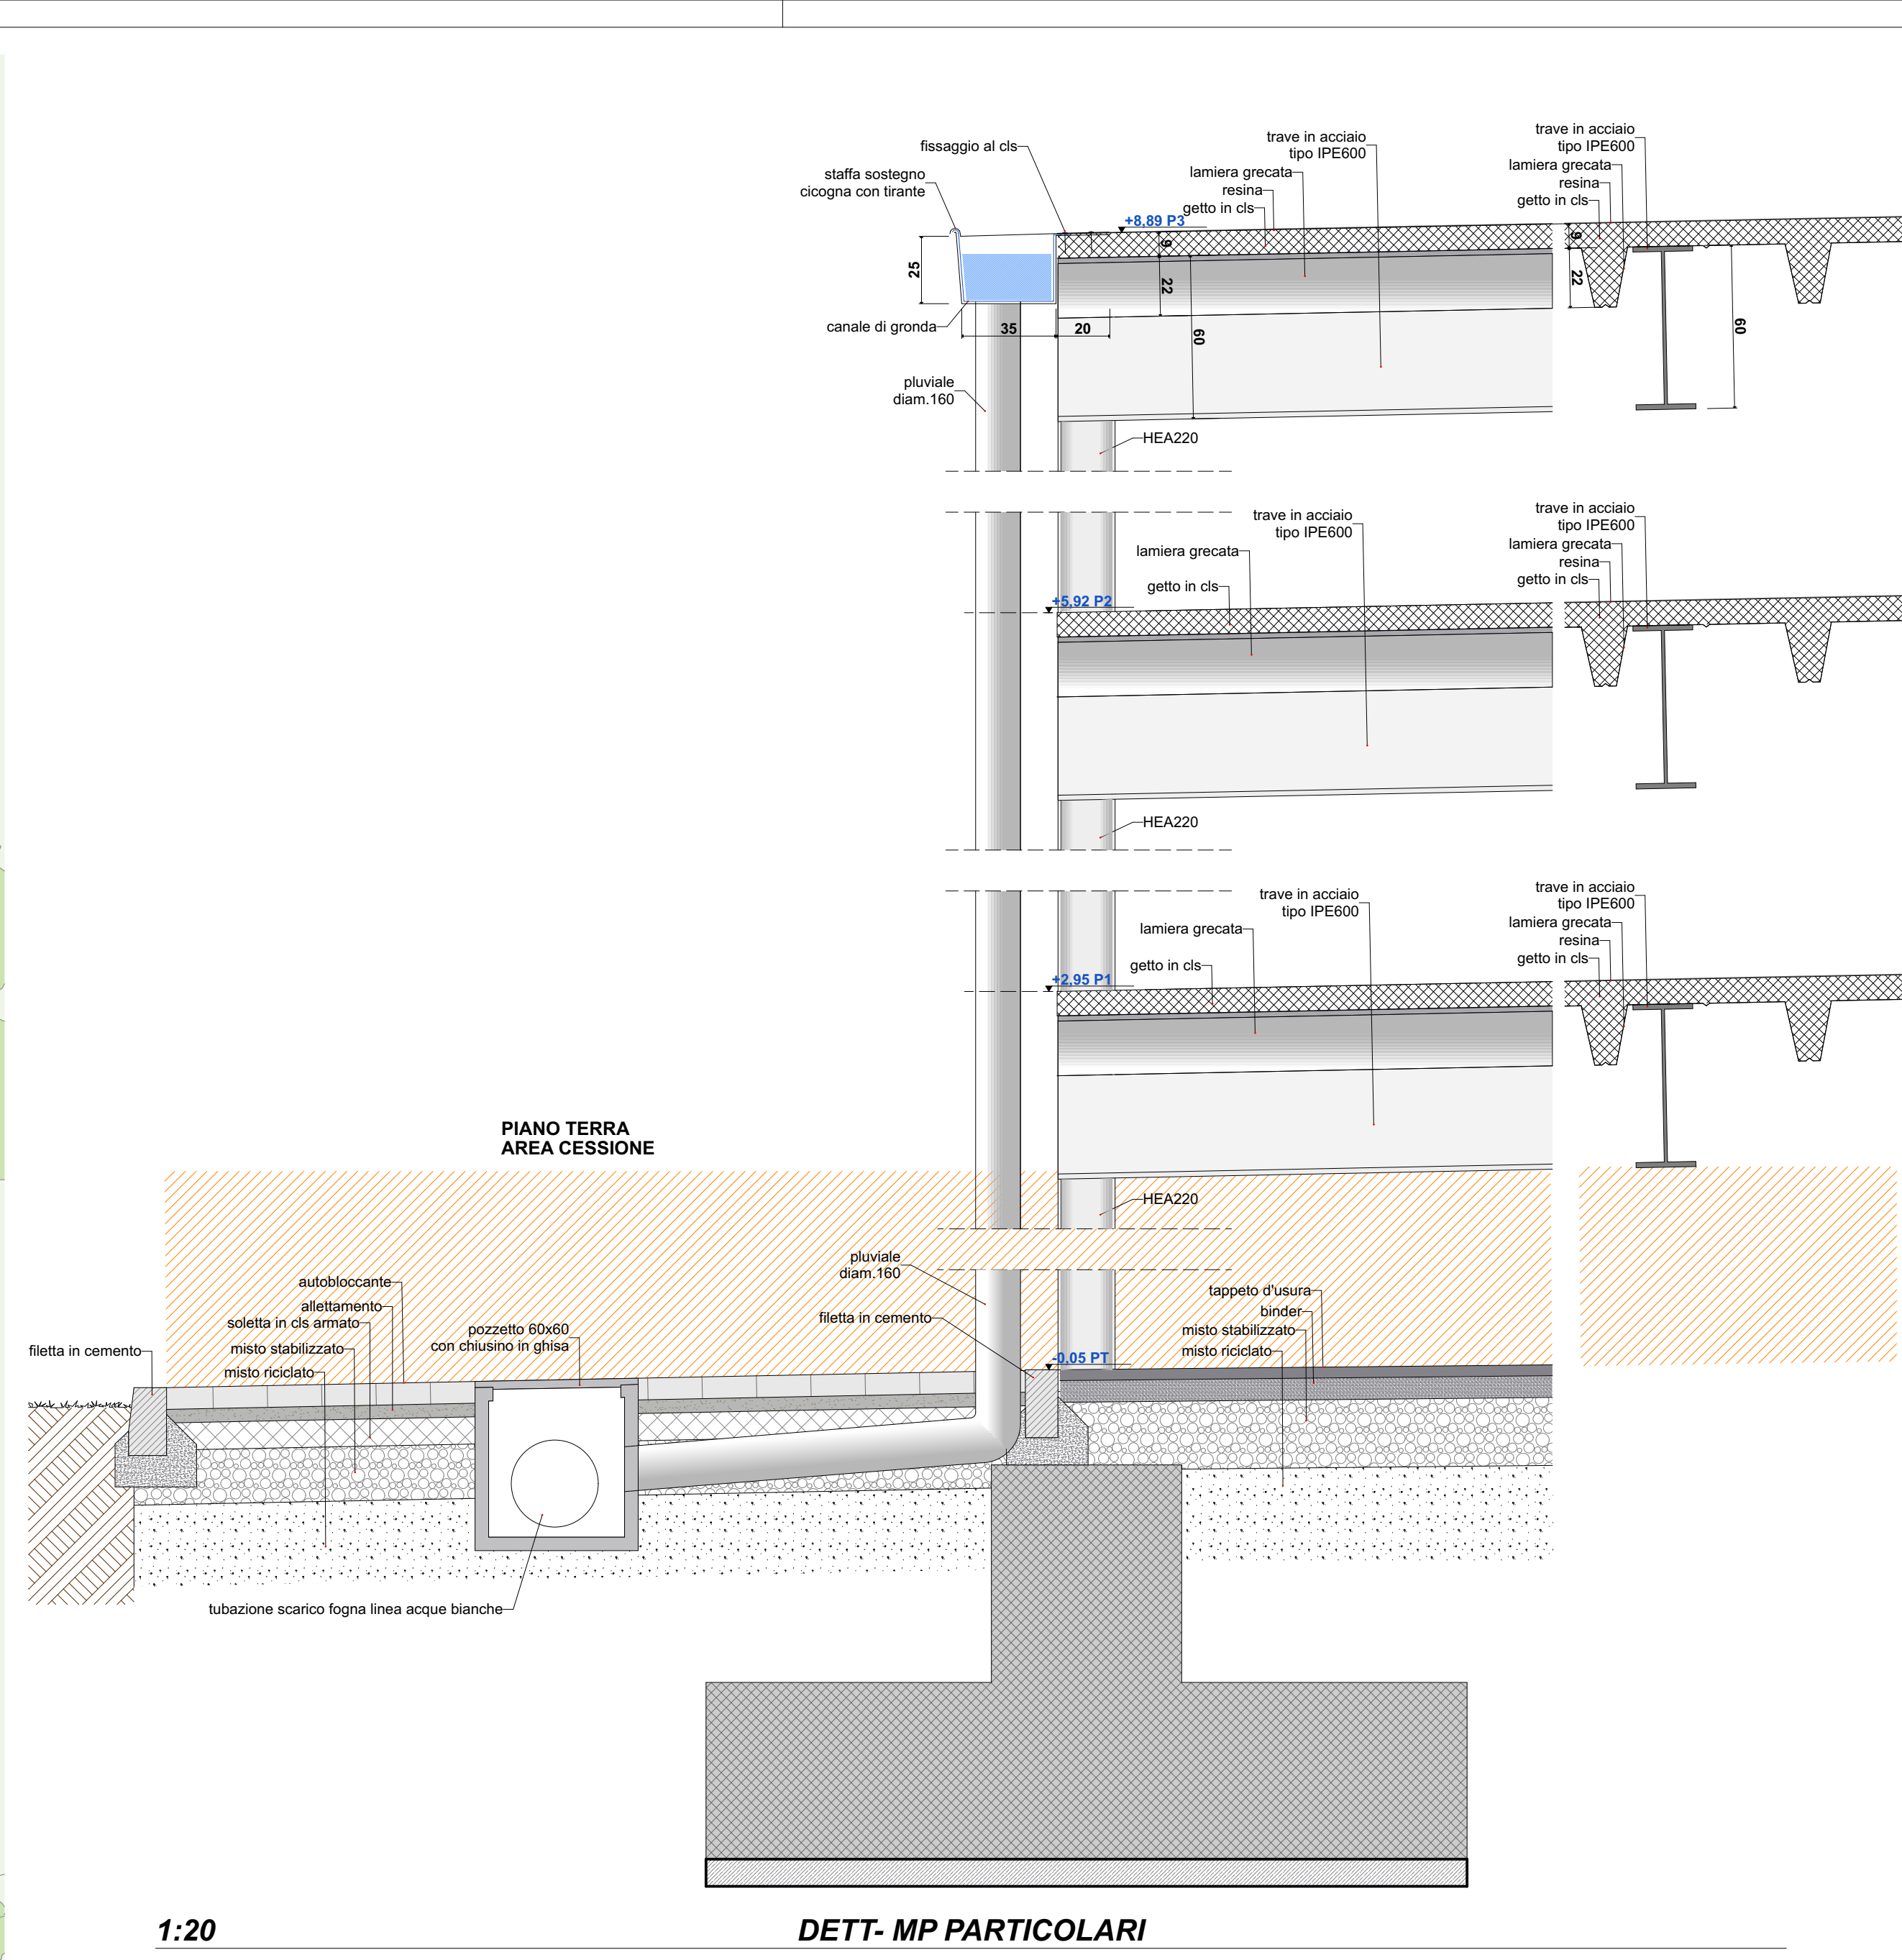 fissaggio al cls
staffa sostegno
cicogna con tirante
trave in acciaio
tipo IPE600
lamiera grecata
resina
getto in cls
+8,89 P3
trave in acciaio
tipo IPE600
lamiera grecata
resina
getto in cls
25
9
22
60
9
22
60
canale di gronda
35
20
pluviale
diam.160
HEA220
trave in acciaio
tipo IPE600
lamiera grecata
getto in cls
+5,92 P2
trave in acciaio
tipo IPE600
lamiera grecata
resina
getto in cls
HEA220
trave in acciaio
tipo IPE600
lamiera grecata
getto in cls
+2,95 P1
trave in acciaio
tipo IPE600
lamiera grecata
resina
getto in cls
PIANO TERRA
AREA CESSIONE
HEA220
pluviale
diam.160
filetta in cemento
autobloccante
allettamento
soletta in cls armato
misto stabilizzato
misto riciclato
filetta in cemento
pozzetto 60x60
con chiusino in ghisa
tappeto d'usura
binder
misto stabilizzato
misto riciclato
-0,05 PT
tubazione scarico fogna linea acque bianche
1:20
DETT- MP PARTICOLARI